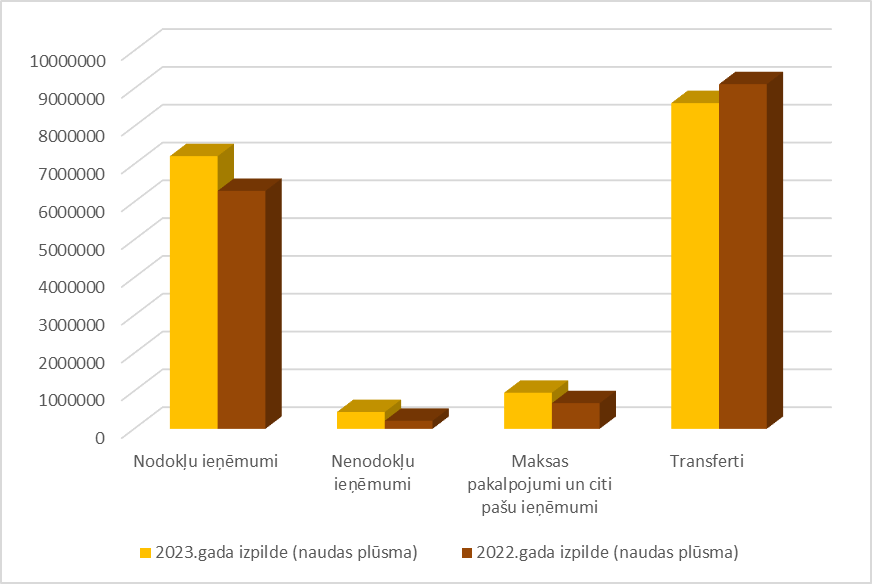 10000000
9000000
8000000
7000000
6000000
5000000
4000000
3000000
2000000
1000000
0
Nodokļu ieņēmumi
Nenodokļu
ieņēmumi
Maksas
pakalpojumi un citi
pašu ieņēmumi
Transferti
2023.gada izpilde (naudas plūsma)
2022.gada izpilde (naudas plūsma)